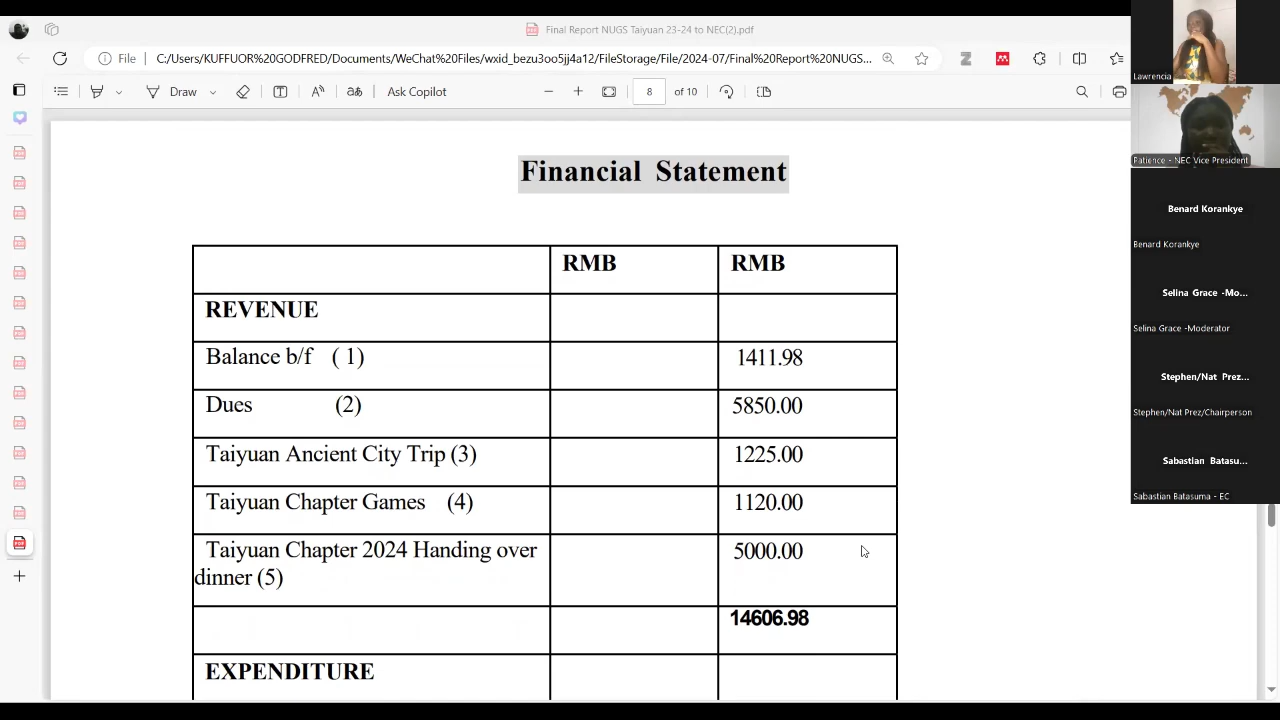 Final Report NUGS Taiyuan 23-24 to NEC(2).pdf
File C:/Users/KUFFUOR%20GODFRED/Documents/WeChat%20Files/wxid_bezu3oo5jj4a12/FileStorage/File/2024-07/Final%20Report%20NUGS...
Draw Ask Copilot 8 of 10
Financial Statement
RMB RMB
REVENUE
Balance b/f ( 1) 1411.98
Dues (2) 5850.00
Taiyuan Ancient City Trip (3) 1225.00
Taiyuan Chapter Games (4) 1120.00
Taiyuan Chapter 2024 Handing over 5000.00
dinner (5)
14606.98
EXPENDITURE
Lawrencia
Patience - NEC Vice President
Benard Korankye
Benard Korankye
Selina Grace -Mo...
Selina Grace -Moderator
Stephen/Nat Prez...
Stephen/Nat Prez/Chairperson
Sabastian Batasu...
Sabastian Batasuma - EC